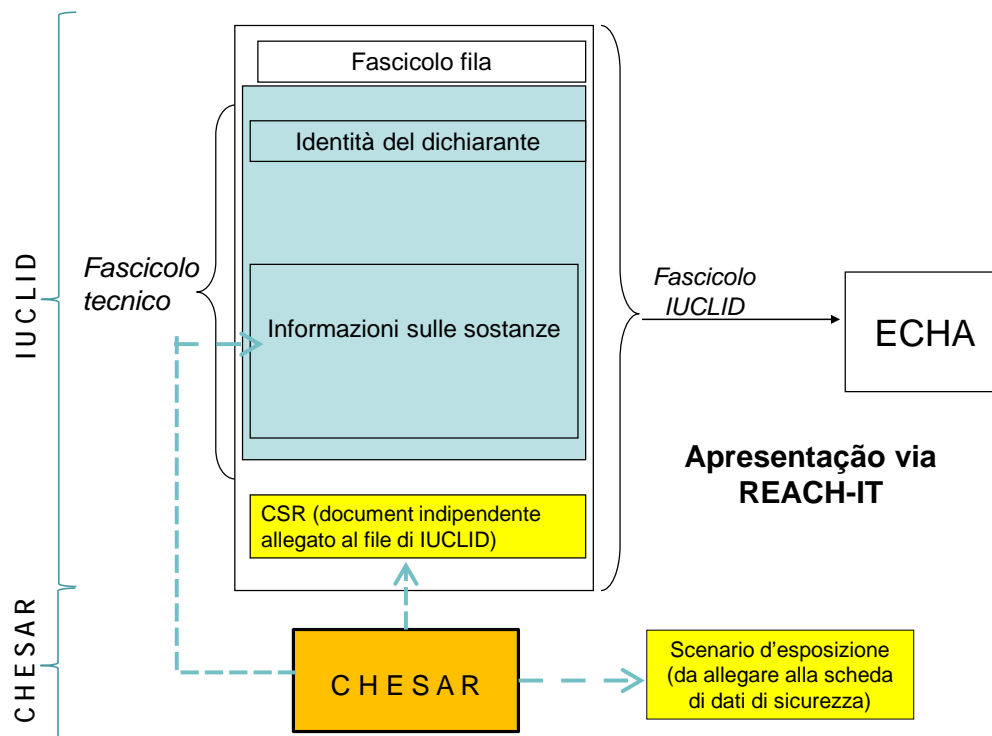 Fascicolo fila
Identità del dichiarante
IUCLID
Fascicolo
tecnico
Informazioni sulle sostanze
Fascicolo
IUCLID
ECHA
Apresentação via
REACH-IT
CSR (document indipendente
allegato al file di IUCLID)
CHESAR
CHESAR
Scenario d'esposizione
(da allegare alla scheda
di dati di sicurezza)